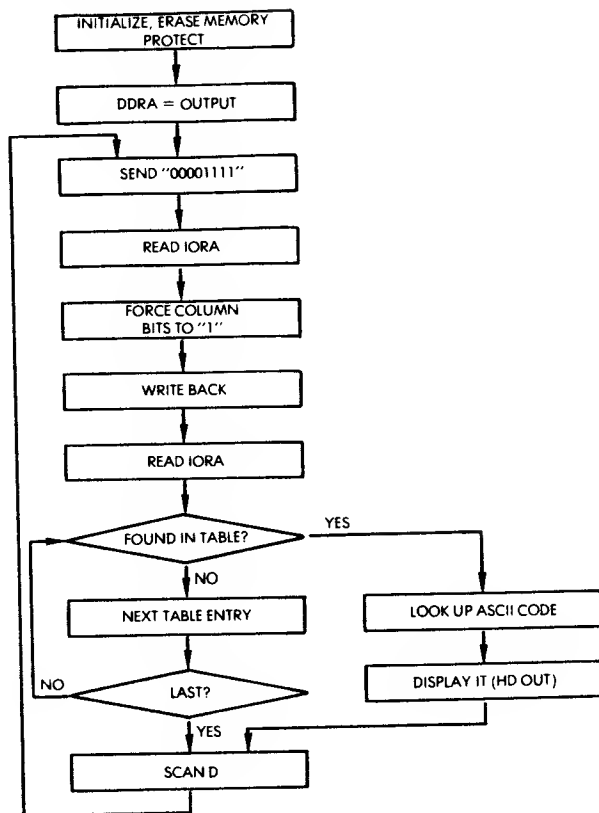 INITIALIZE, ERASE MEMORY
PROTECT
DDRA = OUTPUT
SEND "00001111"
READ IORA
FORCE COLUMN
BITS TO "1"
WRITE BACK
READ IORA
FOUND IN TABLE?
YES
NO
NEXT TABLE ENTRY
LOOK UP ASCII CODE
NO
LAST?
DISPLAY IT (HD OUT)
YES
SCAN D